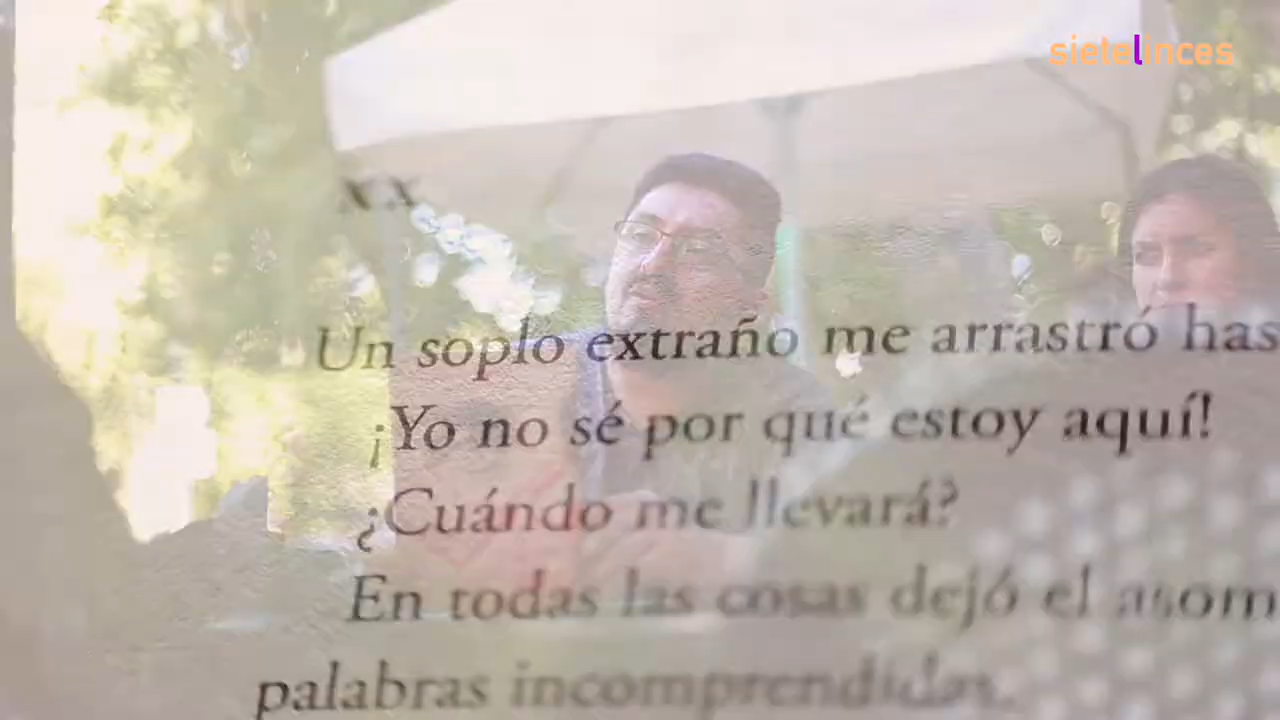 sietelinces
XX
Un soplo extraño me arrastró has
¡Yo no sé por qué estoy aquí!
¿Cuándo me llevará?
En todas las cosas dejó el asom
palabras incomprendidas.